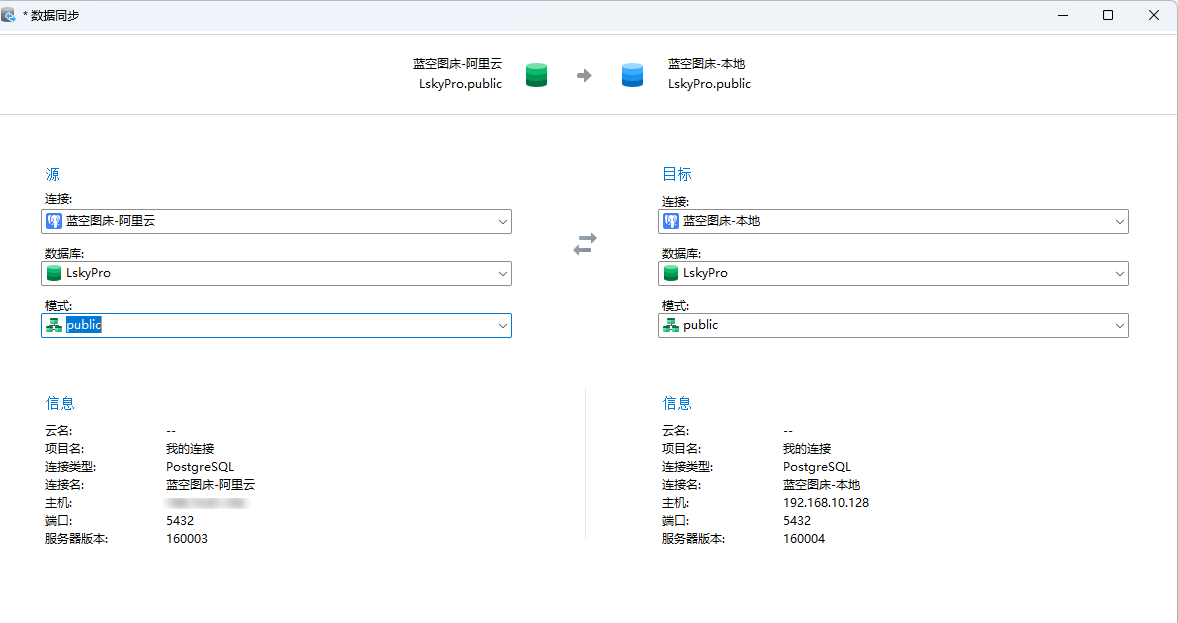 * 数据同步
蓝空图床-阿里云
LskyPro.public
蓝空图床-本地
LskyPro.public
源
连接:
蓝空图床-阿里云
数据库:
LskyPro
模式:
public
目标
连接:
蓝空图床-本地
数据库:
LskyPro
模式:
public
信息
云名: --
项目名: 我的连接
连接类型: PostgreSQL
连接名: 蓝空图床-阿里云
主机:
端口: 5432
服务器版本: 160003
信息
云名: --
项目名: 我的连接
连接类型: PostgreSQL
连接名: 蓝空图床-本地
主机: 192.168.10.128
端口: 5432
服务器版本: 160004